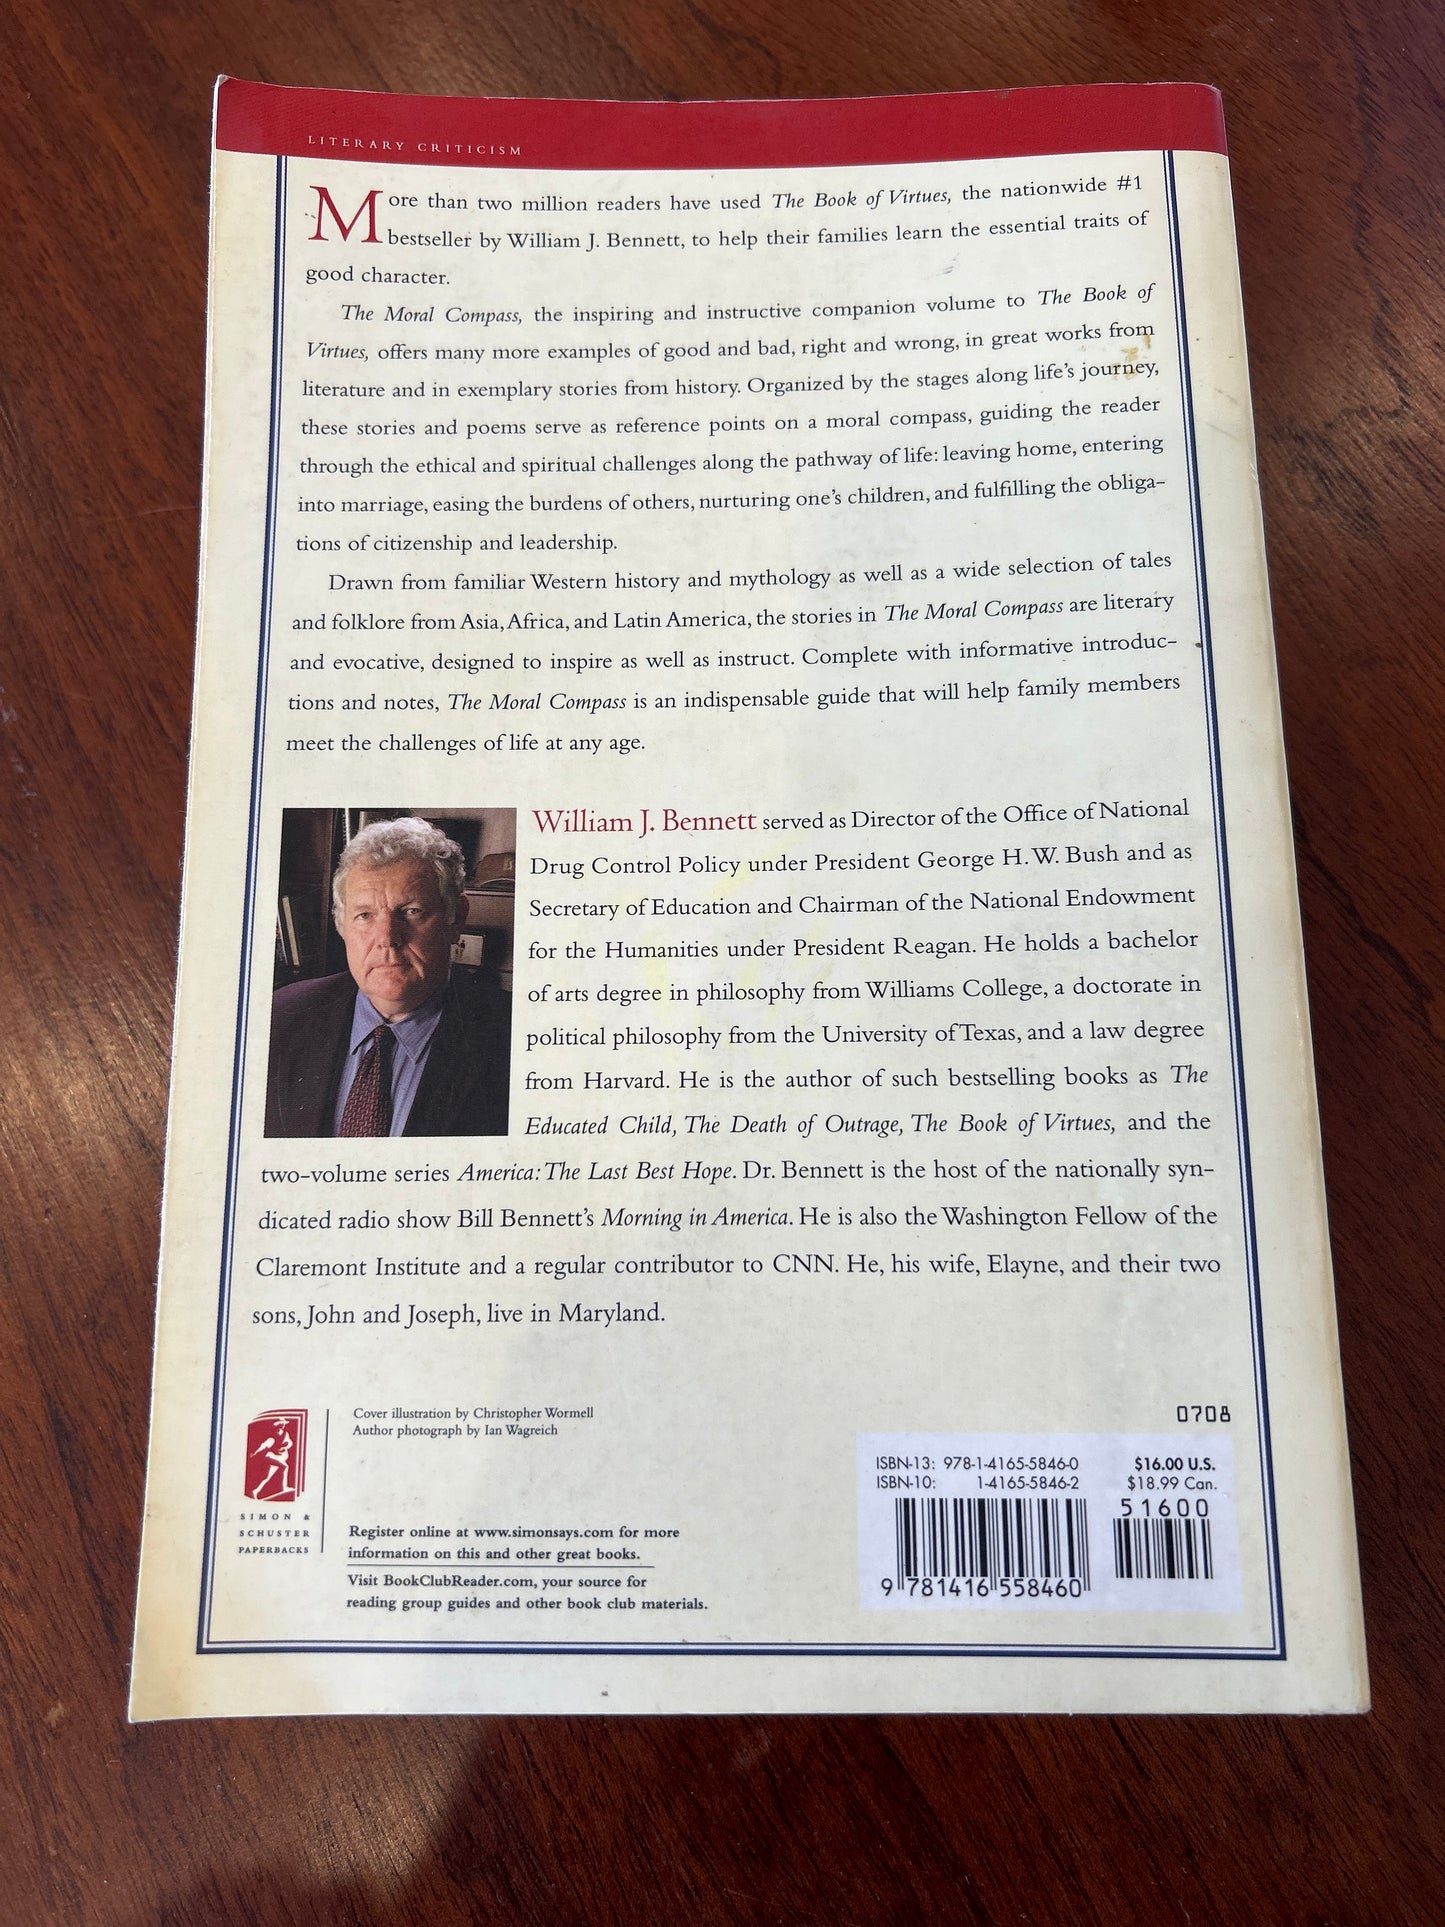 LITERARY CRITICISM
More than two million readers have used The Book of Virtues, the nationwide #1
bestseller by William J. Bennett, to help their families learn the essential traits of
good character.
The Moral Compass, the inspiring and instructive companion volume to The Book of
Virtues, offers many more examples of good and bad, right and wrong, in great works from
literature and in exemplary stories from history. Organized by the stages along life's journey,
these stories and poems serve as reference points on a moral compass, guiding the reader
through the ethical and spiritual challenges along the pathway of life: leaving home, entering
into marriage, easing the burdens of others, nurturing one's children, and fulfilling the obliga-
tions of citizenship and leadership.
Drawn from familiar Western history and mythology as well as a wide selection of tales
and folklore from Asia, Africa, and Latin America, the stories in The Moral Compass are literary
and evocative, designed to inspire as well as instruct. Complete with informative introduc-
tions and notes, The Moral Compass is an indispensable guide that will help family members
meet the challenges of life at any age.
William J. Bennett served as Director of the Office of National
Drug Control Policy under President George H.W. Bush and as
Secretary of Education and Chairman of the National Endowment
for the Humanities under President Reagan. He holds a bachelor
of arts degree in philosophy from Williams College, a doctorate in
political philosophy from the University of Texas, and a law degree
from Harvard. He is the author of such bestselling books as The
Educated Child, The Death of Outrage, The Book of Virtues, and the
two-volume series America: The Last Best Hope. Dr. Bennett is the host of the nationally syn-
dicated radio show Bill Bennett's Morning in America. He is also the Washington Fellow of the
Claremont Institute and a regular contributor to CNN. He, his wife, Elayne, and their two
sons, John and Joseph, live in Maryland.
SIMON &
SCHUSTER
PAPERBACKS
Cover illustration by Christopher Wormell
Author photograph by Ian Wagreich
Register online at www.simonsays.com for more
information on this and other great books.
Visit BookClubReader.com, your source for
reading group guides and other book club materials.
0708
ISBN-13: 978-1-4165-5846-0 $16.00 U.S.
ISBN-10: 1-4165-5846-2 $18.99 Can.
51600
9 781416 558460